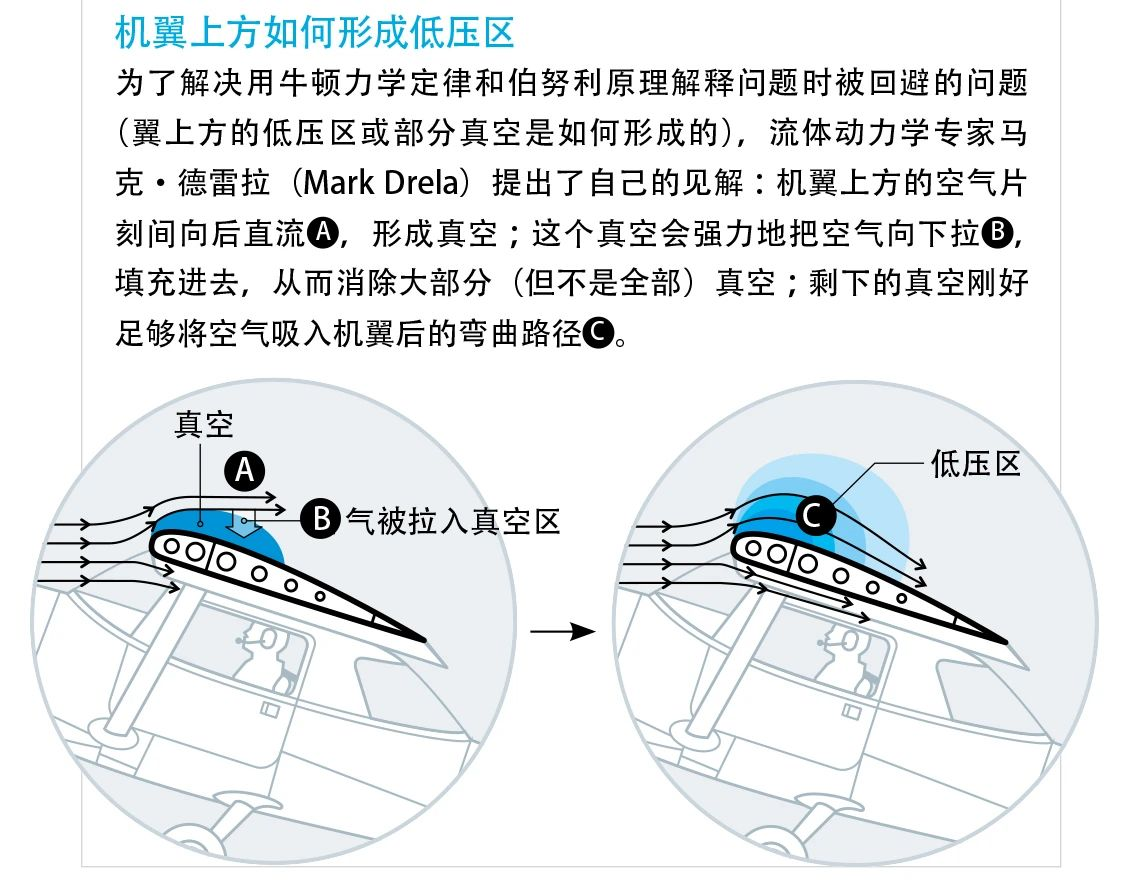 机翼上方如何形成低压区
为了解决用牛顿力学定律和伯努利原理解释问题时被回避的问题
（翼上方的低压区或部分真空是如何形成的），流体动力学专家马
克·德雷拉（Mark Drela）提出了自己的见解：机翼上方的空气片
刻间向后直流A，形成真空；这个真空会强力地把空气向下拉B，
填充进去，从而消除大部分（但不是全部）真空；剩下的真空刚好
足够将空气吸入机翼后的弯曲路径C。
真空
A
B 气被拉入真空区
低压区
C